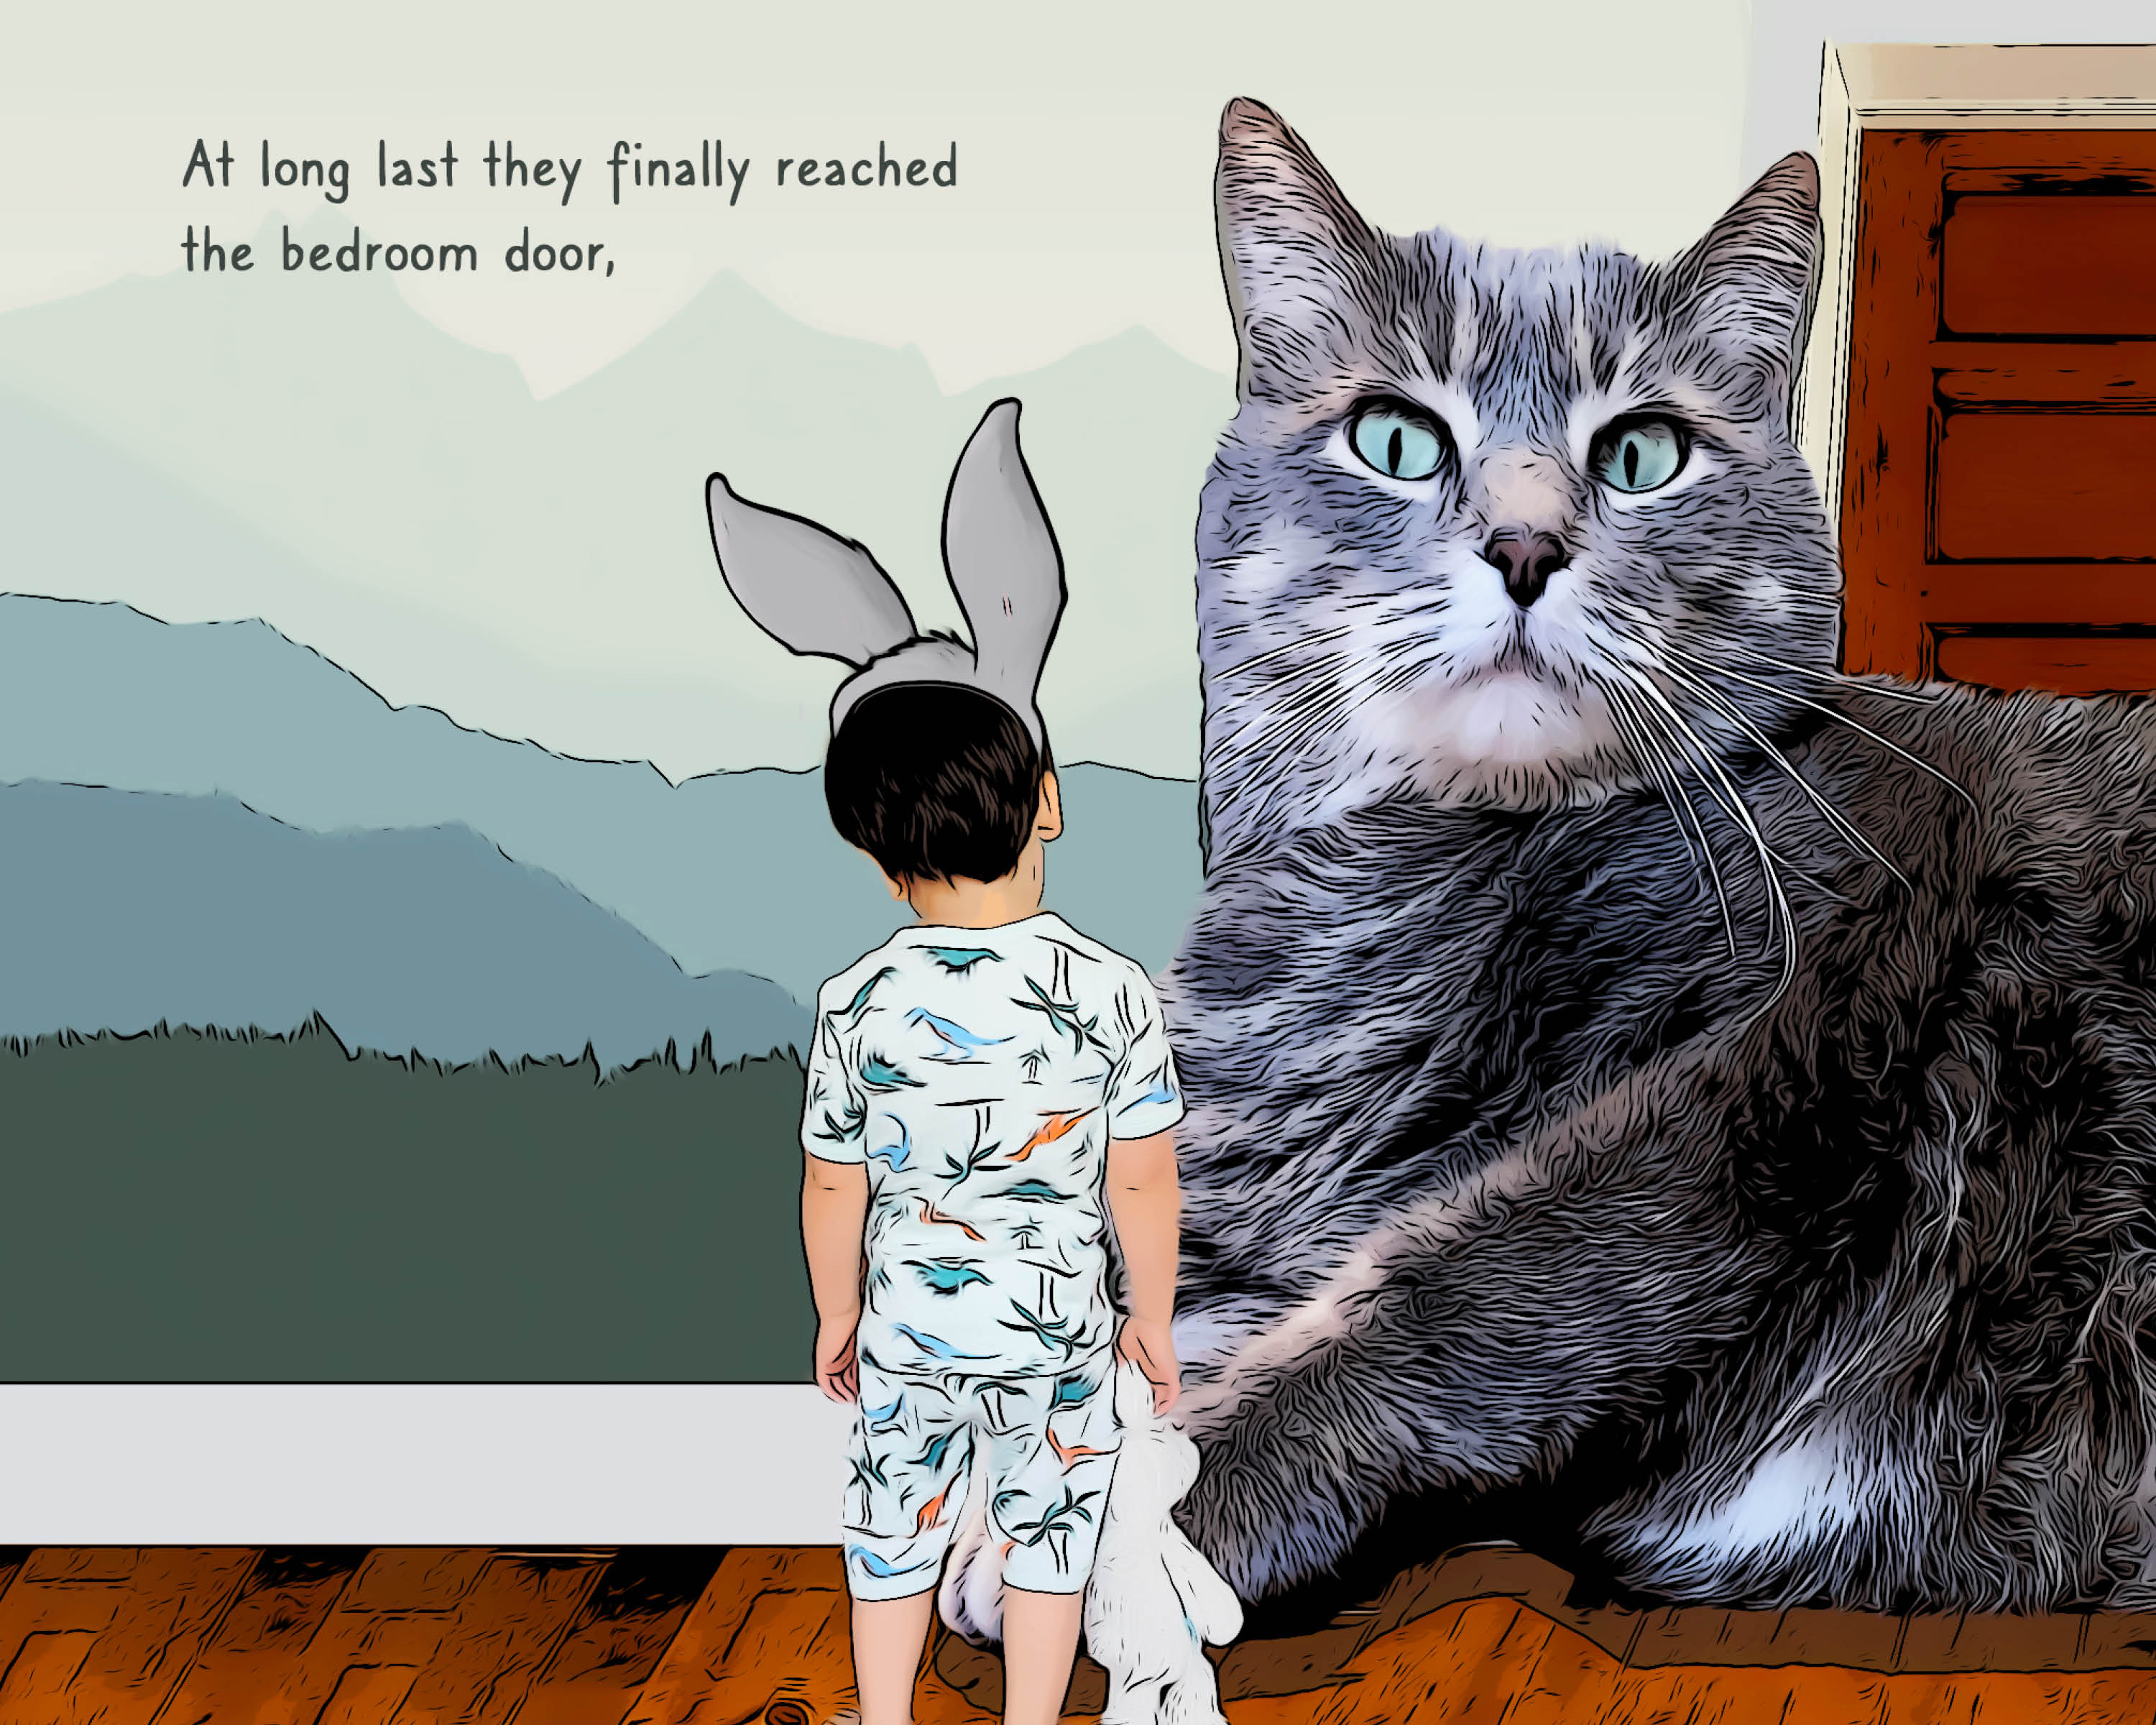 At long last they finally reached
the bedroom door,